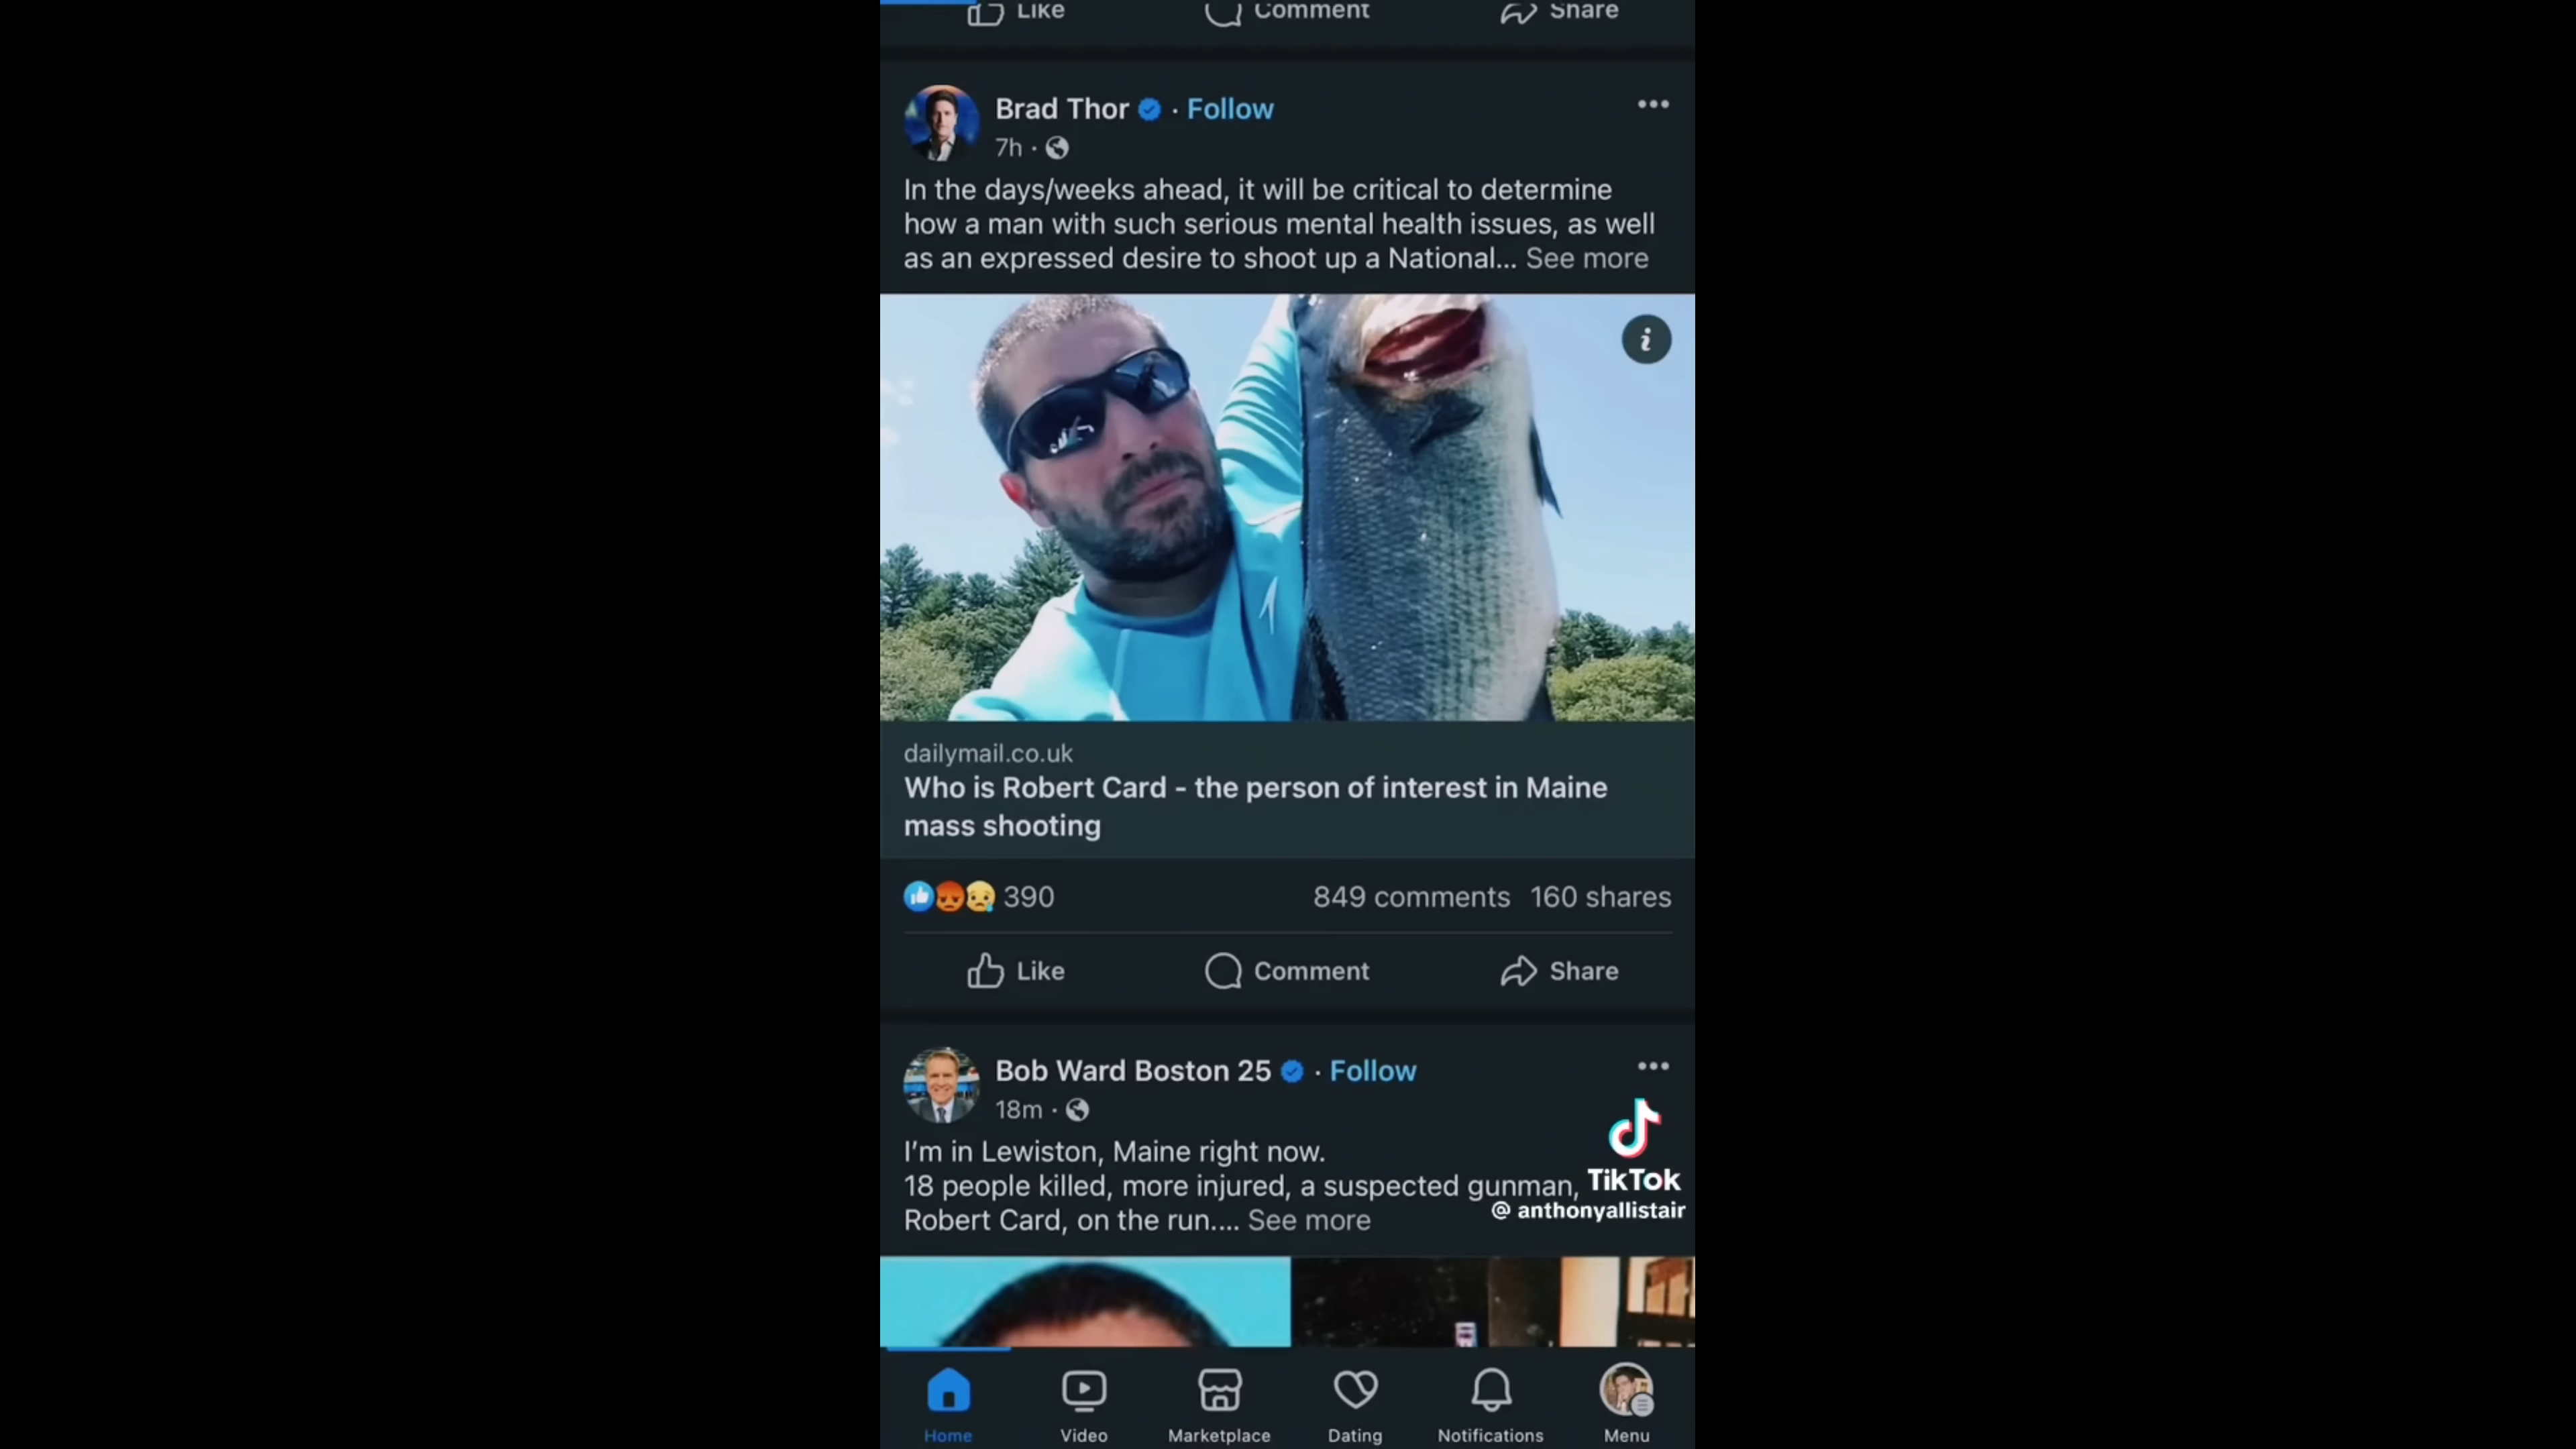 Like
Comment
Share
Brad Thor · Follow
7h ·
In the days/weeks ahead, it will be critical to determine
how a man with such serious mental health issues, as well
as an expressed desire to shoot up a National... See more
dailymail.co.uk
Who is Robert Card - the person of interest in Maine
mass shooting
390
849 comments 160 shares
Like
Comment
Share
Bob Ward Boston 25 · Follow
18m ·
I'm in Lewiston, Maine right now.
18 people killed, more injured, a suspected gunman,
Robert Card, on the run.... See more
TikTok
@ anthonyallistair
Home
Video
Marketplace
Dating
Notifications
Menu